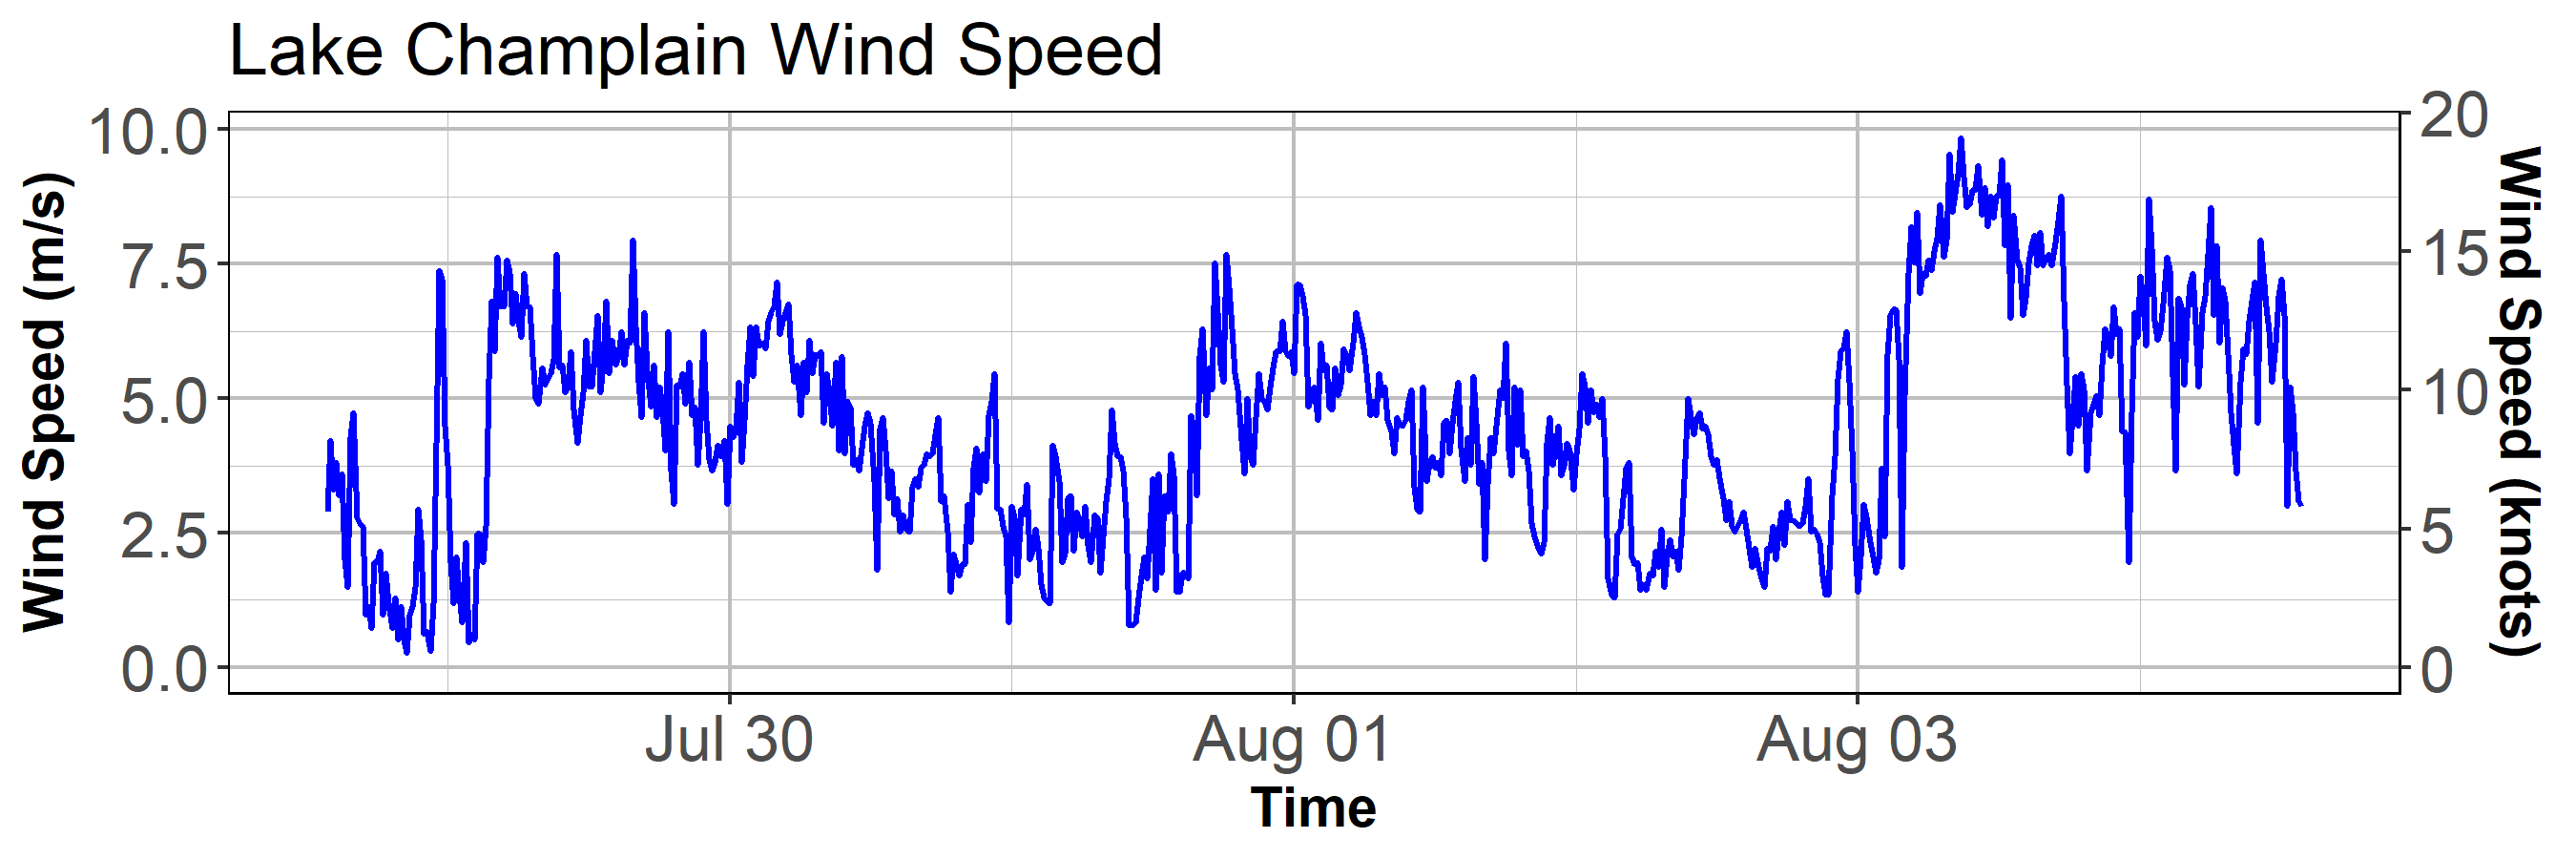 Lake Champlain Wind Speed
10.0
7.5
5.0
2.5
0.0
Wind Speed (m/s)
20
15
10
5
0
Wind Speed (knots)
Jul 30
Aug 01
Aug 03
Time